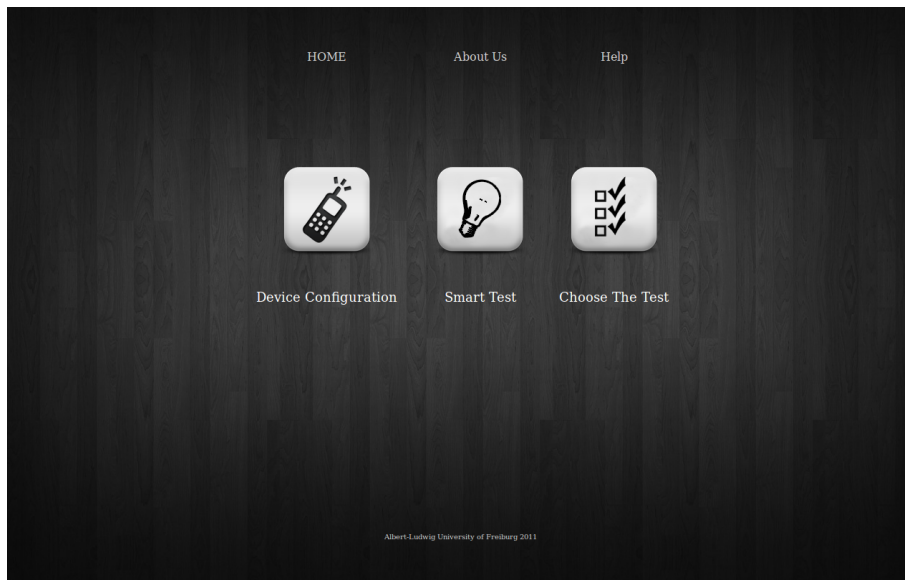 HOME About Us Help
Device Configuration Smart Test Choose The Test
Albert-Ludwig University of Freiburg 2011